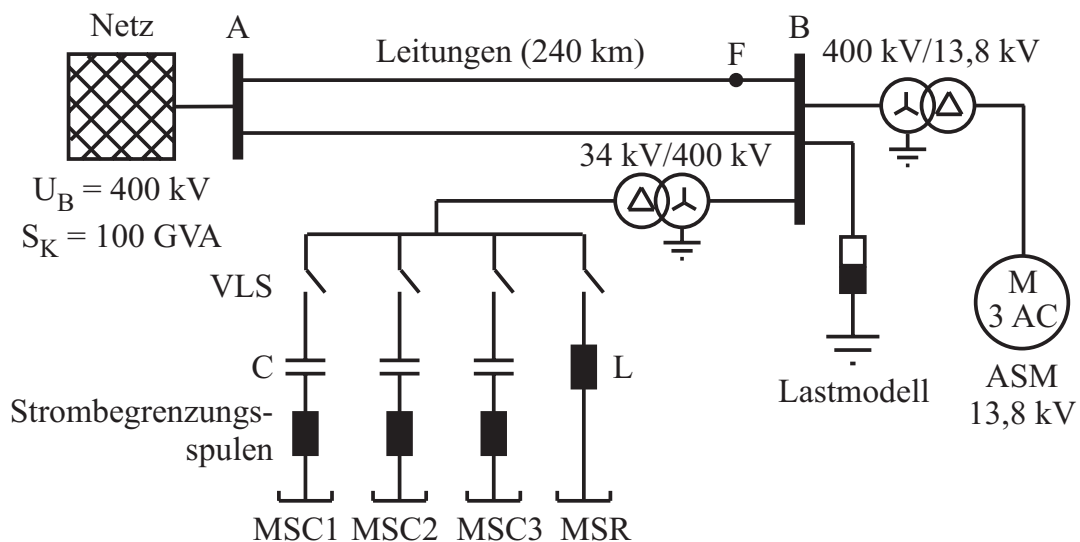 Netz
A
B
Leitungen (240 km)
F
400 kV/13,8 kV
34 kV/400 kV
U_B = 400 kV
S_K = 100 GVA
VLS
M
3 AC
C
L
Lastmodell
ASM
13,8 kV
Strombegrenzungs-
spulen
MSC1 MSC2 MSC3 MSR